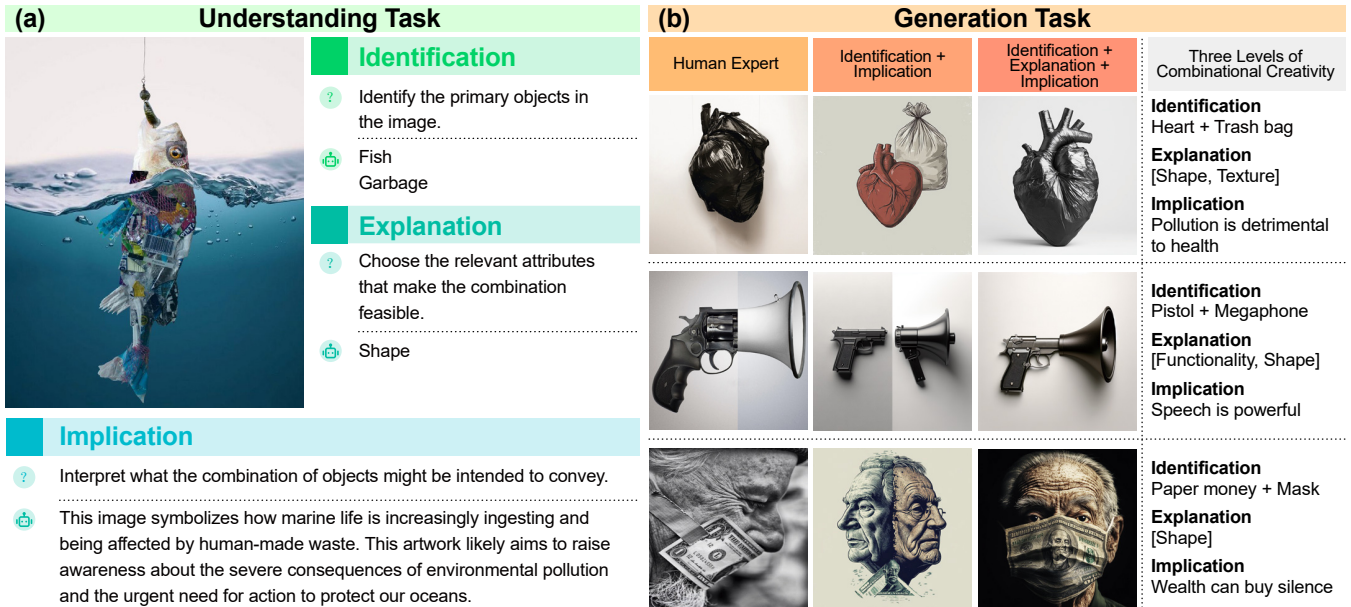 (a) Understanding Task
Identification
? Identify the primary objects in
the image.
Fish
Garbage
Explanation
? Choose the relevant attributes
that make the combination
feasible.
Shape
Implication
? Interpret what the combination of objects might be intended to convey.
This image symbolizes how marine life is increasingly ingesting and
being affected by human-made waste. This artwork likely aims to raise
awareness about the severe consequences of environmental pollution
and the urgent need for action to protect our oceans.
(b) Generation Task
Human Expert
Identification +
Implication
Identification +
Explanation +
Implication
Three Levels of
Combinational Creativity
Identification
Heart + Trash bag
Explanation
[Shape, Texture]
Implication
Pollution is detrimental
to health
Identification
Pistol + Megaphone
Explanation
[Functionality, Shape]
Implication
Speech is powerful
Identification
Paper money + Mask
Explanation
[Shape]
Implication
Wealth can buy silence